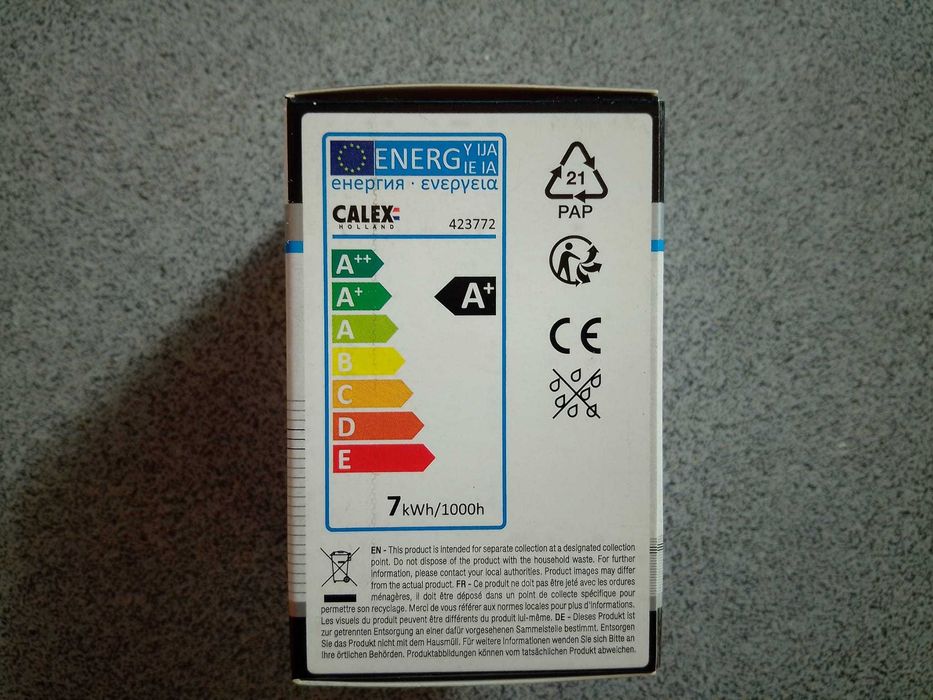 ENERG Y IJA
IE IA
енергия · ενεργεια
CALEX
HOLLAND
423772
A++
A+
A+
A
B
C
D
E
7 kWh/1000h
21
PAP
CE
EN - This product is intended for separate collection at a designated collection
point. Do not dispose of the product with the household waste. For further
information, please contact your local authorities. Product images may differ
from the actual product. FR - Ce produit ne doit pas être jeté avec les ordures
ménagères, il doit être déposé dans un point de collecte spécifique pour
permettre son recyclage. Merci de vous référer aux normes locales pour plus d'informations.
Les visuels du produit peuvent être différents du produit lui-même. DE - Dieses Produkt ist
zur getrennten Entsorgung an einer dafür vorgesehenen Sammelstelle bestimmt. Entsorgen
Sie das Produkt nicht mit dem Hausmüll. Für weitere Informationen wenden Sie sich Bitte an
Ihre örtlichen Behörden. Produktabbildungen können vom tatsächlichen Produkt abweichen.